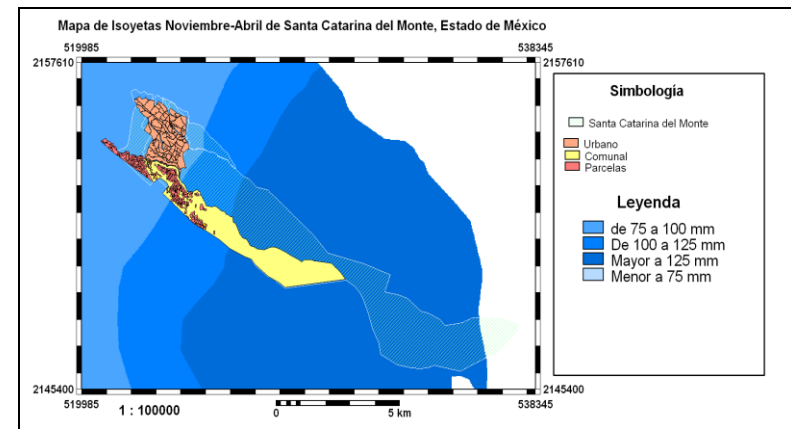 Mapa de Isoyetas Noviembre-Abril de Santa Catarina del Monte, Estado de México
519985
538345
2157610
2157610
Simbología
Santa Catarina del Monte
Urbano
Comunal
Parcelas
Leyenda
de 75 a 100 mm
De 100 a 125 mm
Mayor a 125 mm
Menor a 75 mm
2145400
2145400
519985
538345
1 : 100000
0
5 km